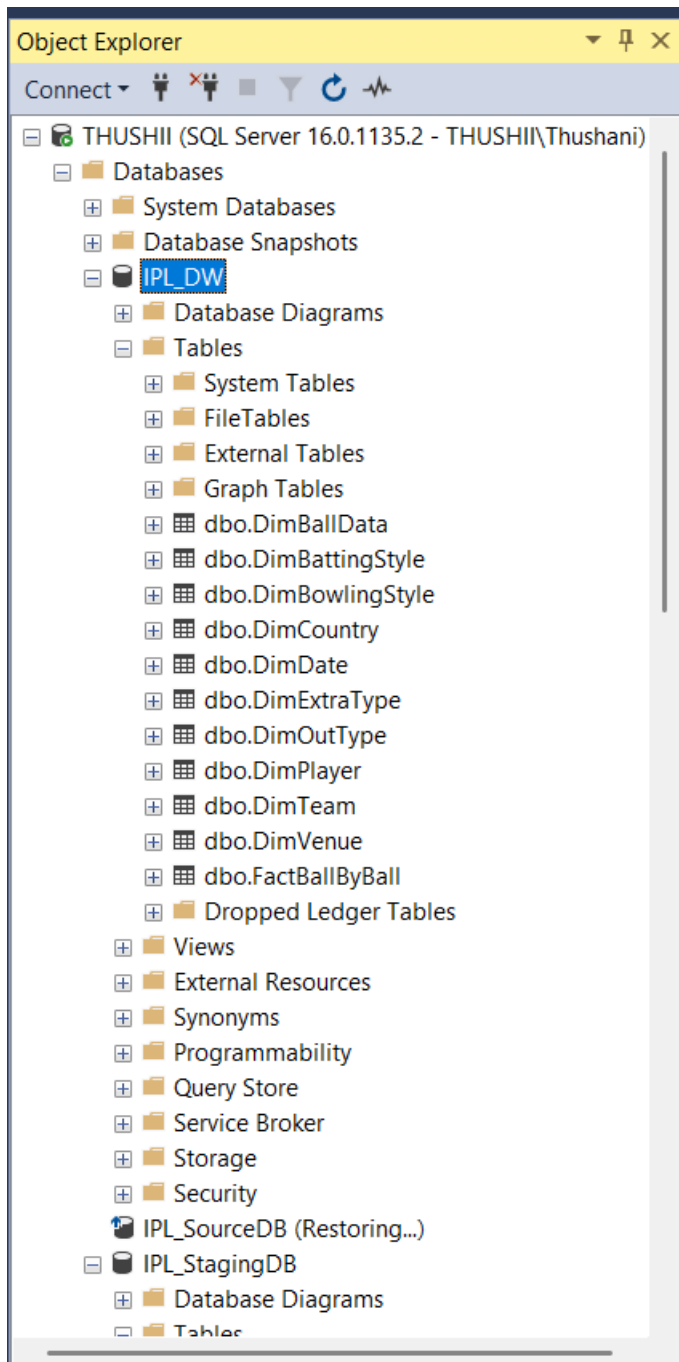 Object Explorer
Connect
THUSHII (SQL Server 16.0.1135.2 - THUSHII\Thushani)
Databases
System Databases
Database Snapshots
IPL_DW
Database Diagrams
Tables
System Tables
FileTables
External Tables
Graph Tables
dbo.DimBallData
dbo.DimBattingStyle
dbo.DimBowlingStyle
dbo.DimCountry
dbo.DimDate
dbo.DimExtraType
dbo.DimOutType
dbo.DimPlayer
dbo.DimTeam
dbo.DimVenue
dbo.FactBallByBall
Dropped Ledger Tables
Views
External Resources
Synonyms
Programmability
Query Store
Service Broker
Storage
Security
IPL_SourceDB (Restoring...)
IPL_StagingDB
Database Diagrams
Tables